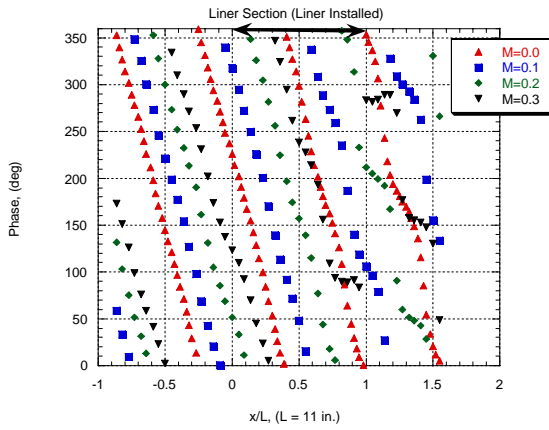 Liner Section (Liner Installed)
350
300
250
200
150
100
50
0
Phase, (deg)
-1
-0.5
0
0.5
1
1.5
2
x/L, (L = 11 in.)
M=0.0
M=0.1
M=0.2
M=0.3